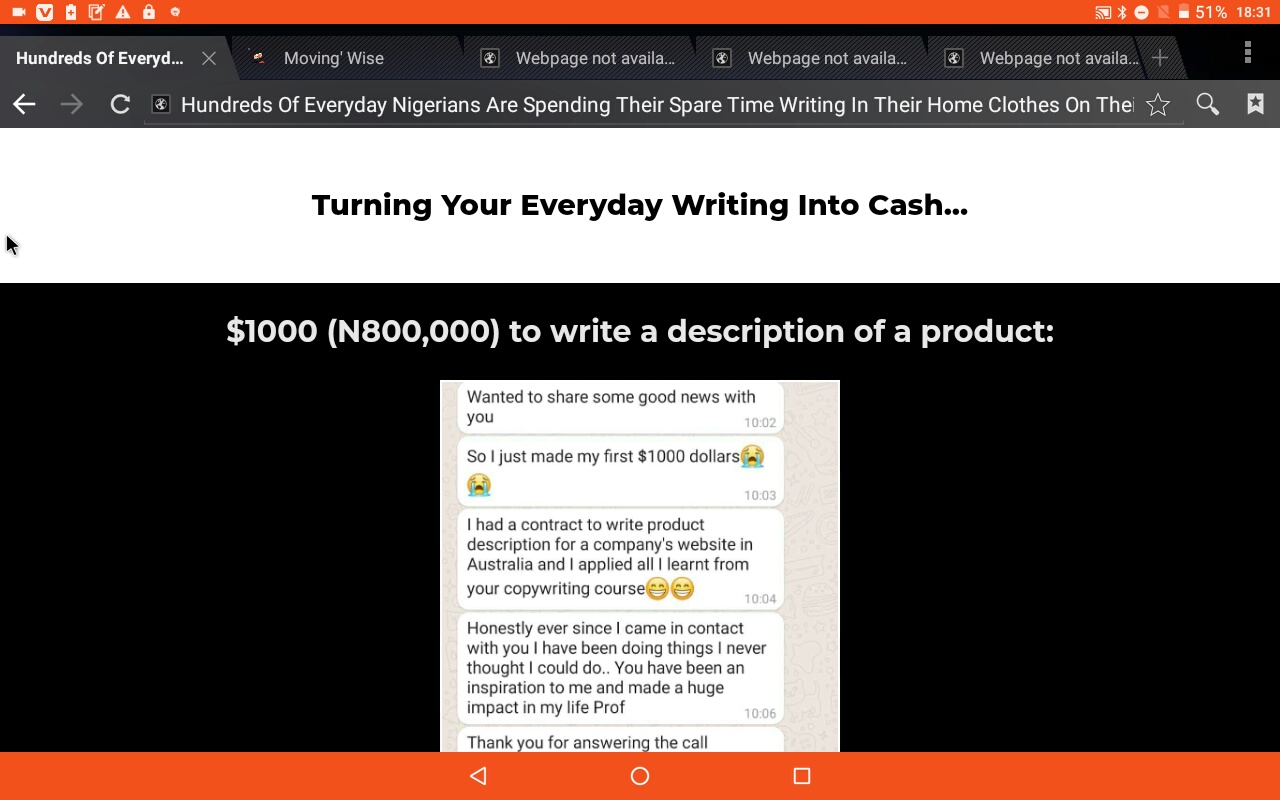 51% 18:31
Hundreds Of Everyd... Moving' Wise Webpage not availa... Webpage not availa... Webpage not availa...
Hundreds Of Everyday Nigerians Are Spending Their Spare Time Writing In Their Home Clothes On Thei
Turning Your Everyday Writing Into Cash...
$1000 (N800,000) to write a description of a product:
Wanted to share some good news with
you
10:02
So I just made my first $1000 dollars😭
😭
10:03
I had a contract to write product
description for a company's website in
Australia and I applied all I learnt from
your copywriting course😁😁
10:04
Honestly ever since I came in contact
with you I have been doing things I never
thought I could do.. You have been an
inspiration to me and made a huge
impact in my life Prof
10:06
Thank you for answering the call